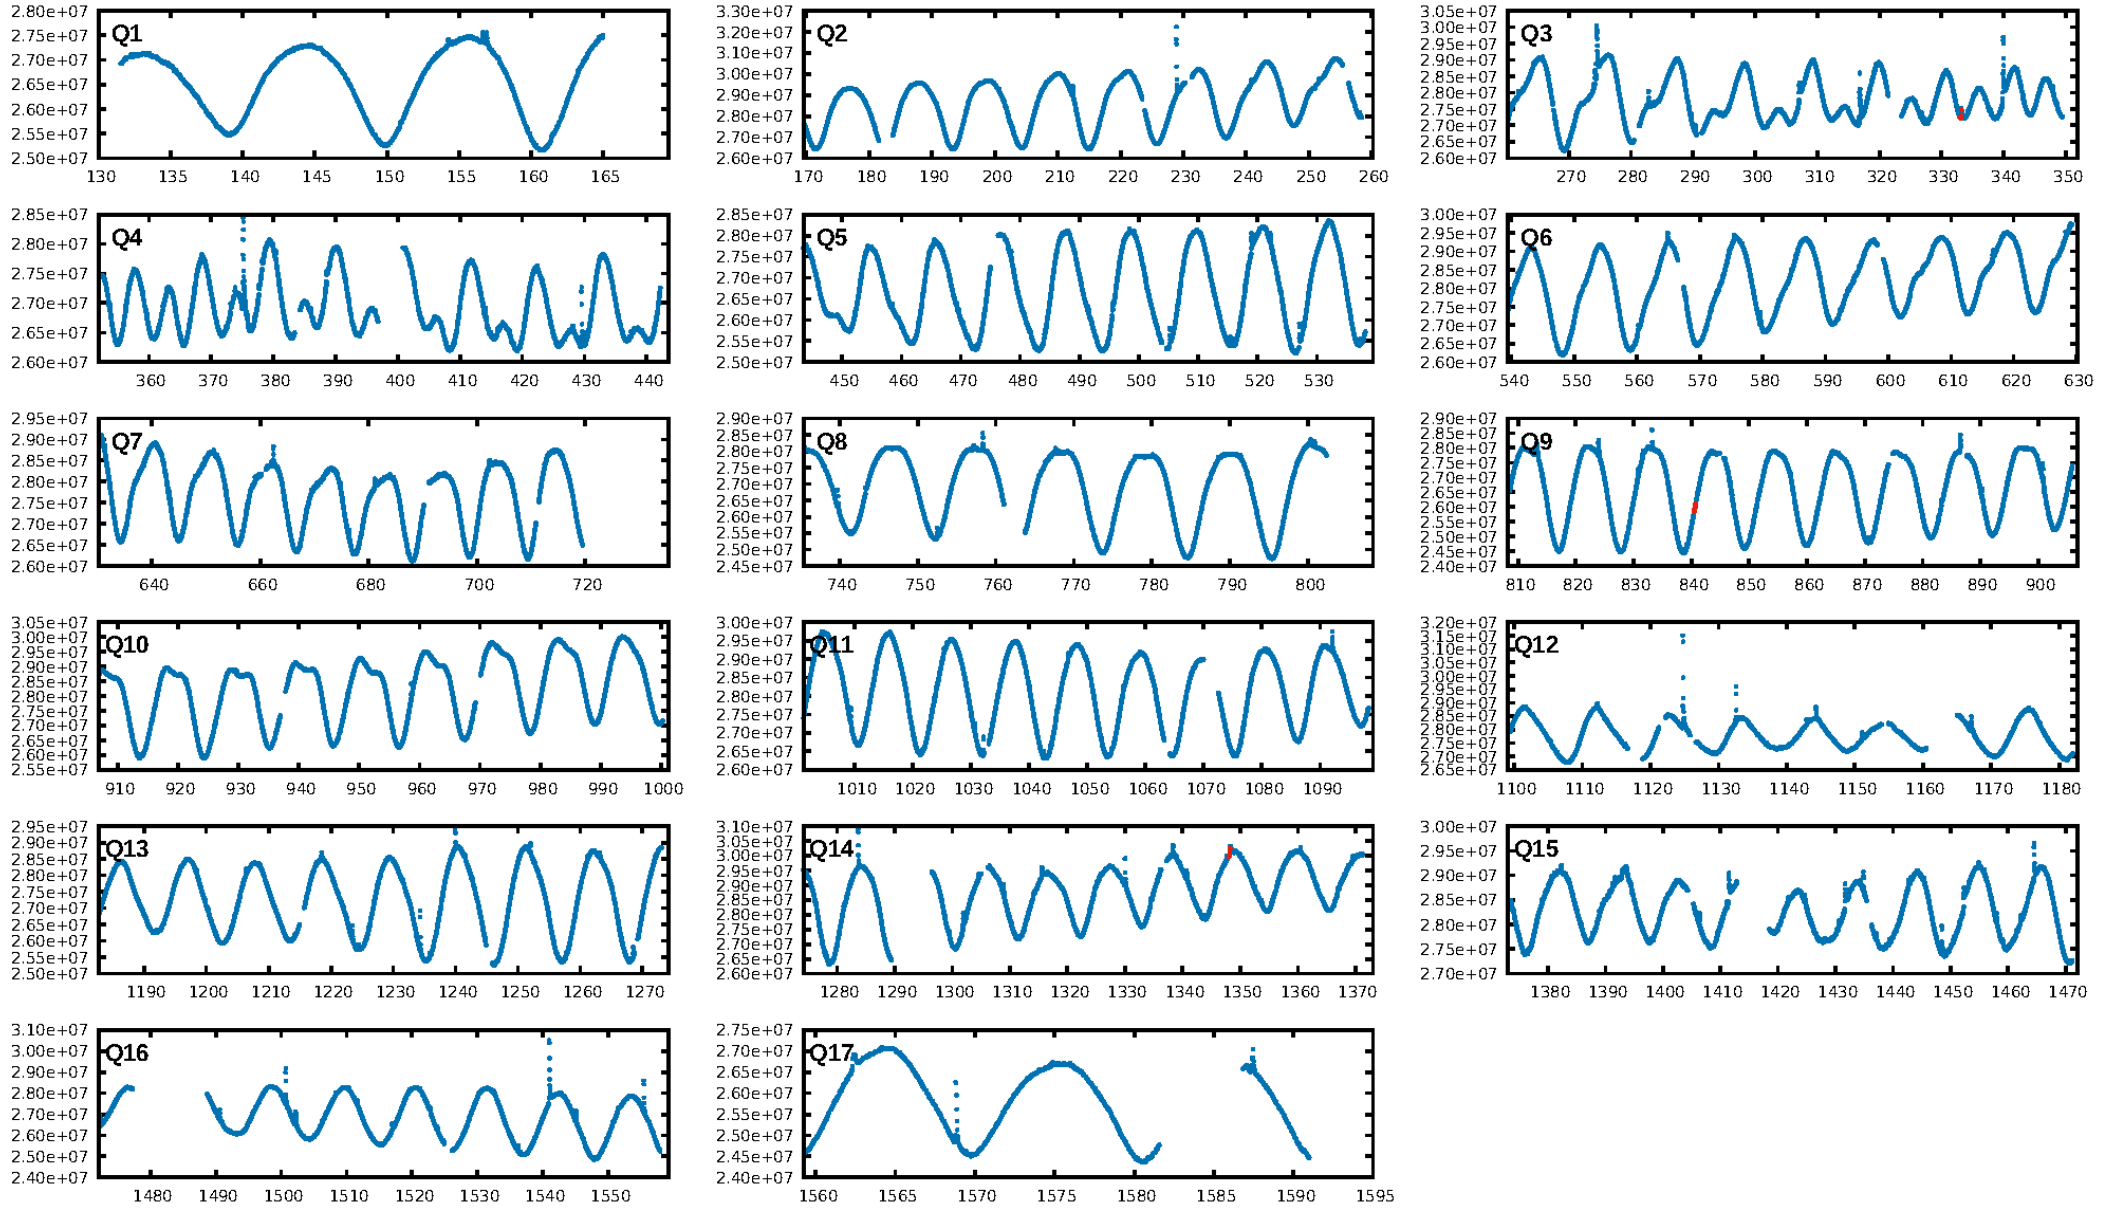 2.80e+07 2.75e+07 2.70e+07 2.65e+07 2.60e+07 2.55e+07 2.50e+07
Q1
130 135 140 145 150 155 160 165
3.30e+07 3.20e+07 3.10e+07 3.00e+07 2.90e+07 2.80e+07 2.70e+07 2.60e+07
Q2
170 180 190 200 210 220 230 240 250 260
3.05e+07 3.00e+07 2.95e+07 2.90e+07 2.85e+07 2.80e+07 2.75e+07 2.70e+07 2.65e+07 2.60e+07
Q3
270 280 290 300 310 320 330 340 350
2.85e+07 2.80e+07 2.75e+07 2.70e+07 2.65e+07 2.60e+07
Q4
360 370 380 390 400 410 420 430 440
2.85e+07 2.80e+07 2.75e+07 2.70e+07 2.65e+07 2.60e+07 2.55e+07 2.50e+07
Q5
450 460 470 480 490 500 510 520 530
3.00e+07 2.95e+07 2.90e+07 2.85e+07 2.80e+07 2.75e+07 2.70e+07 2.65e+07 2.60e+07
Q6
540 550 560 570 580 590 600 610 620 630
2.95e+07 2.90e+07 2.85e+07 2.80e+07 2.75e+07 2.70e+07 2.65e+07 2.60e+07
Q7
640 660 680 700 720
2.90e+07 2.85e+07 2.80e+07 2.75e+07 2.70e+07 2.65e+07 2.60e+07 2.55e+07 2.50e+07 2.45e+07
Q8
740 750 760 770 780 790 800
2.90e+07 2.85e+07 2.80e+07 2.75e+07 2.70e+07 2.65e+07 2.60e+07 2.55e+07 2.50e+07 2.45e+07 2.40e+07
Q9
810 820 830 840 850 860 870 880 890 900
3.05e+07 3.00e+07 2.95e+07 2.90e+07 2.85e+07 2.80e+07 2.75e+07 2.70e+07 2.65e+07 2.60e+07 2.55e+07
Q10
910 920 930 940 950 960 970 980 990 1000
3.00e+07 2.95e+07 2.90e+07 2.85e+07 2.80e+07 2.75e+07 2.70e+07 2.65e+07 2.60e+07
Q11
1010 1020 1030 1040 1050 1060 1070 1080 1090
3.20e+07 3.15e+07 3.10e+07 3.05e+07 3.00e+07 2.95e+07 2.90e+07 2.85e+07 2.80e+07 2.75e+07 2.70e+07 2.65e+07
Q12
1100 1110 1120 1130 1140 1150 1160 1170 1180
2.95e+07 2.90e+07 2.85e+07 2.80e+07 2.75e+07 2.70e+07 2.65e+07 2.60e+07 2.55e+07 2.50e+07
Q13
1190 1200 1210 1220 1230 1240 1250 1260 1270
3.10e+07 3.05e+07 3.00e+07 2.95e+07 2.90e+07 2.85e+07 2.80e+07 2.75e+07 2.70e+07 2.65e+07 2.60e+07
Q14
1280 1290 1300 1310 1320 1330 1340 1350 1360 1370
3.00e+07 2.95e+07 2.90e+07 2.85e+07 2.80e+07 2.75e+07 2.70e+07
Q15
1380 1390 1400 1410 1420 1430 1440 1450 1460 1470
3.10e+07 3.00e+07 2.90e+07 2.80e+07 2.70e+07 2.60e+07 2.50e+07 2.40e+07
Q16
1480 1490 1500 1510 1520 1530 1540 1550
2.75e+07 2.70e+07 2.65e+07 2.60e+07 2.55e+07 2.50e+07 2.45e+07 2.40e+07
Q17
1560 1565 1570 1575 1580 1585 1590 1595